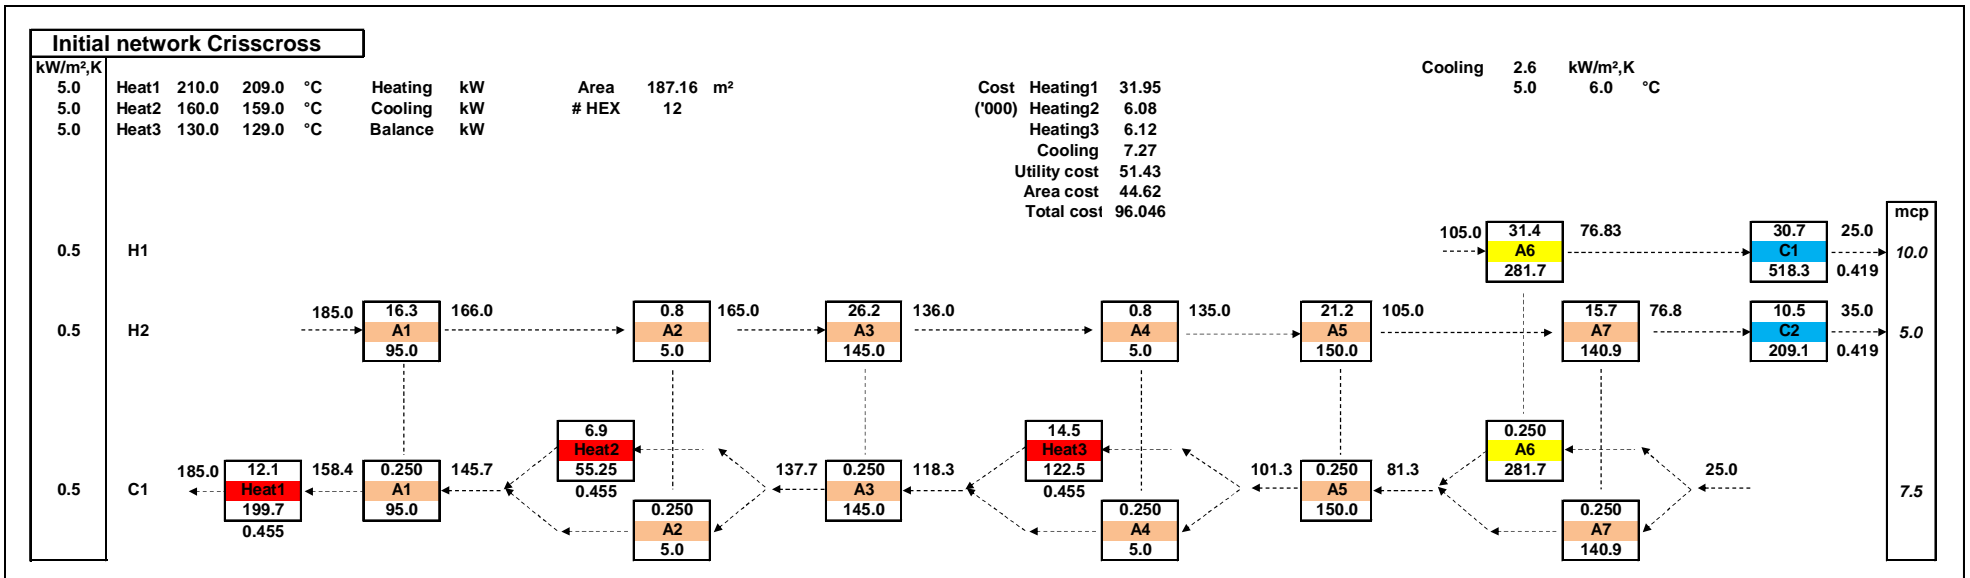 Initial network Crisscross
kW/m²,K
Cooling 2.6 kW/m²,K
5.0 Heat1 210.0 209.0 °C Heating kW Area 187.16 m² Cost Heating1 31.95 5.0 6.0 °C
5.0 Heat2 160.0 159.0 °C Cooling kW # HEX 12 ('000) Heating2 6.08
5.0 Heat3 130.0 129.0 °C Balance kW Heating3 6.12
Cooling 7.27
Utility cost 51.43
Area cost 44.62
Total cost 96.046
mcp
105.0 31.4 76.83 30.7 25.0
0.5 H1 A6 C1 10.0
281.7 518.3 0.419
185.0 16.3 166.0 0.8 165.0 26.2 136.0 0.8 135.0 21.2 105.0 15.7 76.8 10.5 35.0
0.5 H2 A1 A2 A3 A4 A5 A7 C2 5.0
95.0 5.0 145.0 5.0 150.0 140.9 209.1 0.419
6.9 14.5 0.250
Heat2 Heat3 A6
55.25 122.5 281.7
0.455 0.455
185.0 12.1 158.4 0.250 145.7 137.7 0.250 118.3 101.3 0.250 81.3 25.0
0.5 C1 Heat1 A1 A3 A5 7.5
199.7 95.0 145.0 150.0
0.455
0.250 0.250 0.250
A2 A4 A7
5.0 5.0 140.9